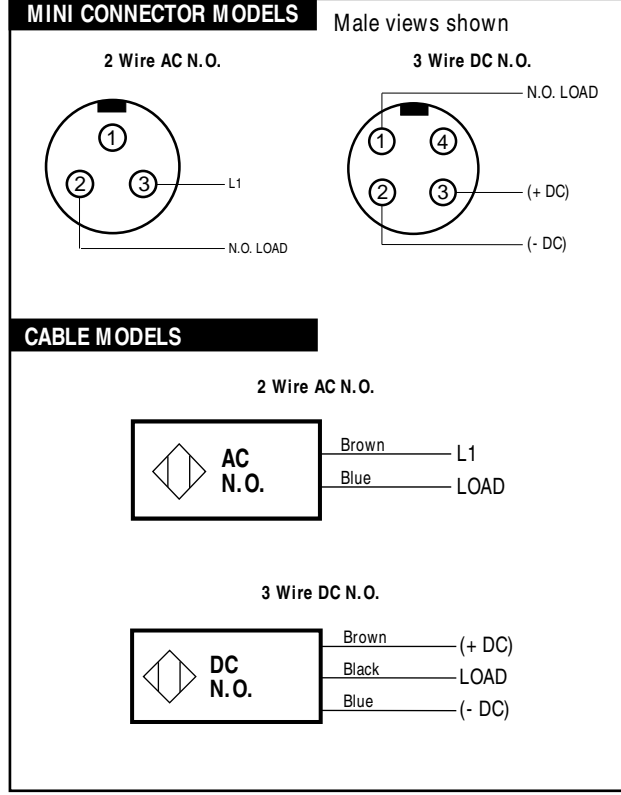 MINI CONNECTOR MODELS
Male views shown
2 Wire AC N.O.
1
2
3
L1
N.O. LOAD
3 Wire DC N.O.
N.O. LOAD
1
4
2
3
(+ DC)
(- DC)
CABLE MODELS
2 Wire AC N.O.
AC
N.O.
Brown
L1
Blue
LOAD
3 Wire DC N.O.
DC
N.O.
Brown
(+ DC)
Black
LOAD
Blue
(- DC)